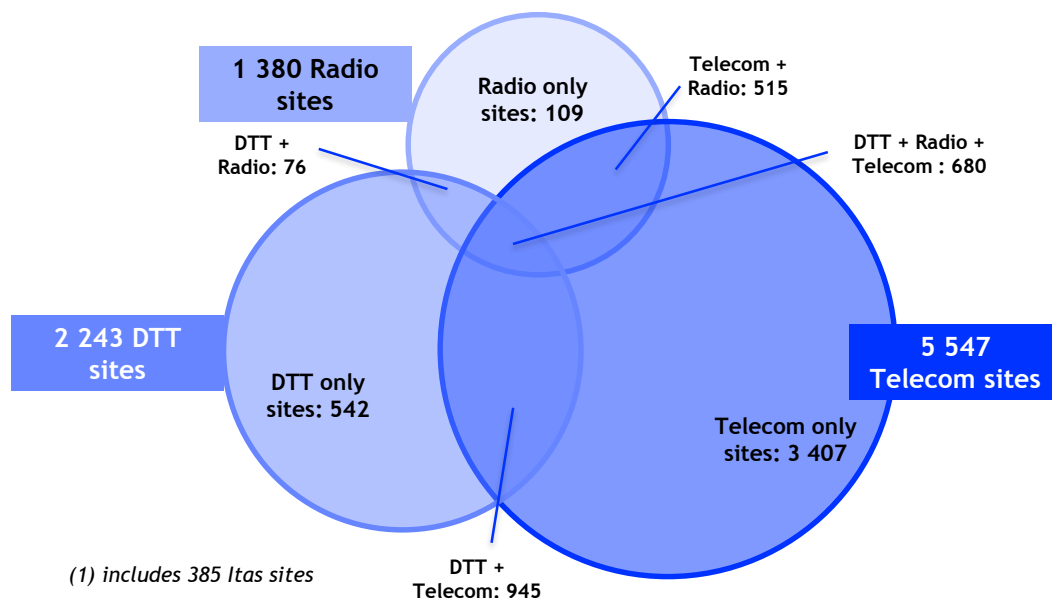 1 380 Radio
sites
Radio only
sites: 109
Telecom +
Radio: 515
DTT +
Radio: 76
DTT + Radio +
Telecom : 680
2 243 DTT
sites
5 547
Telecom sites
DTT only
sites: 542
Telecom only
sites: 3 407
DTT +
Telecom: 945
(1) includes 385 Itas sites